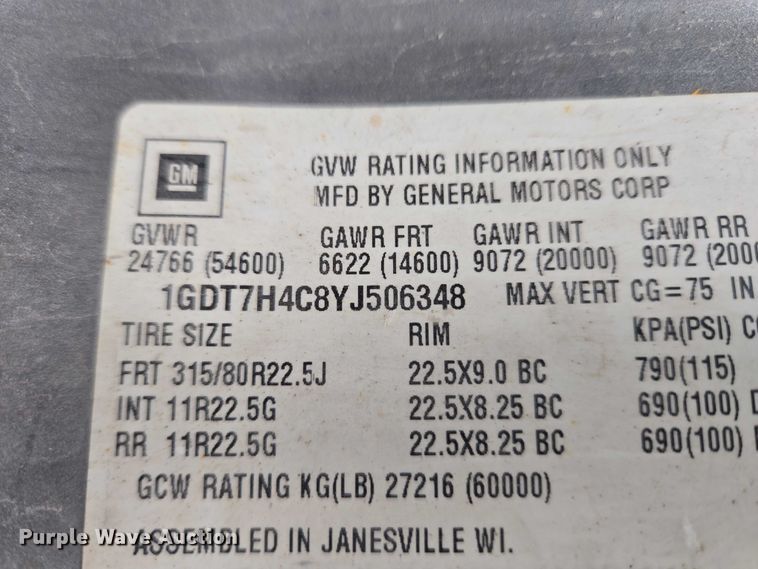 GM
GVW RATING INFORMATION ONLY
MFD BY GENERAL MOTORS CORP
GVWR GAWR FRT GAWR INT GAWR RR
24766 (54600) 6622 (14600) 9072 (20000) 9072 (200
1GDT7H4C8YJ506348 MAX VERT CG=75 IN
TIRE SIZE RIM KPA(PSI) CO
FRT 315/80R22.5J 22.5X9.0 BC 790(115)
INT 11R22.5G 22.5X8.25 BC 690(100)
RR 11R22.5G 22.5X8.25 BC 690(100)
GCW RATING KG(LB) 27216 (60000)
ASSEMBLED IN JANESVILLE WI.
Purple Wave Auction